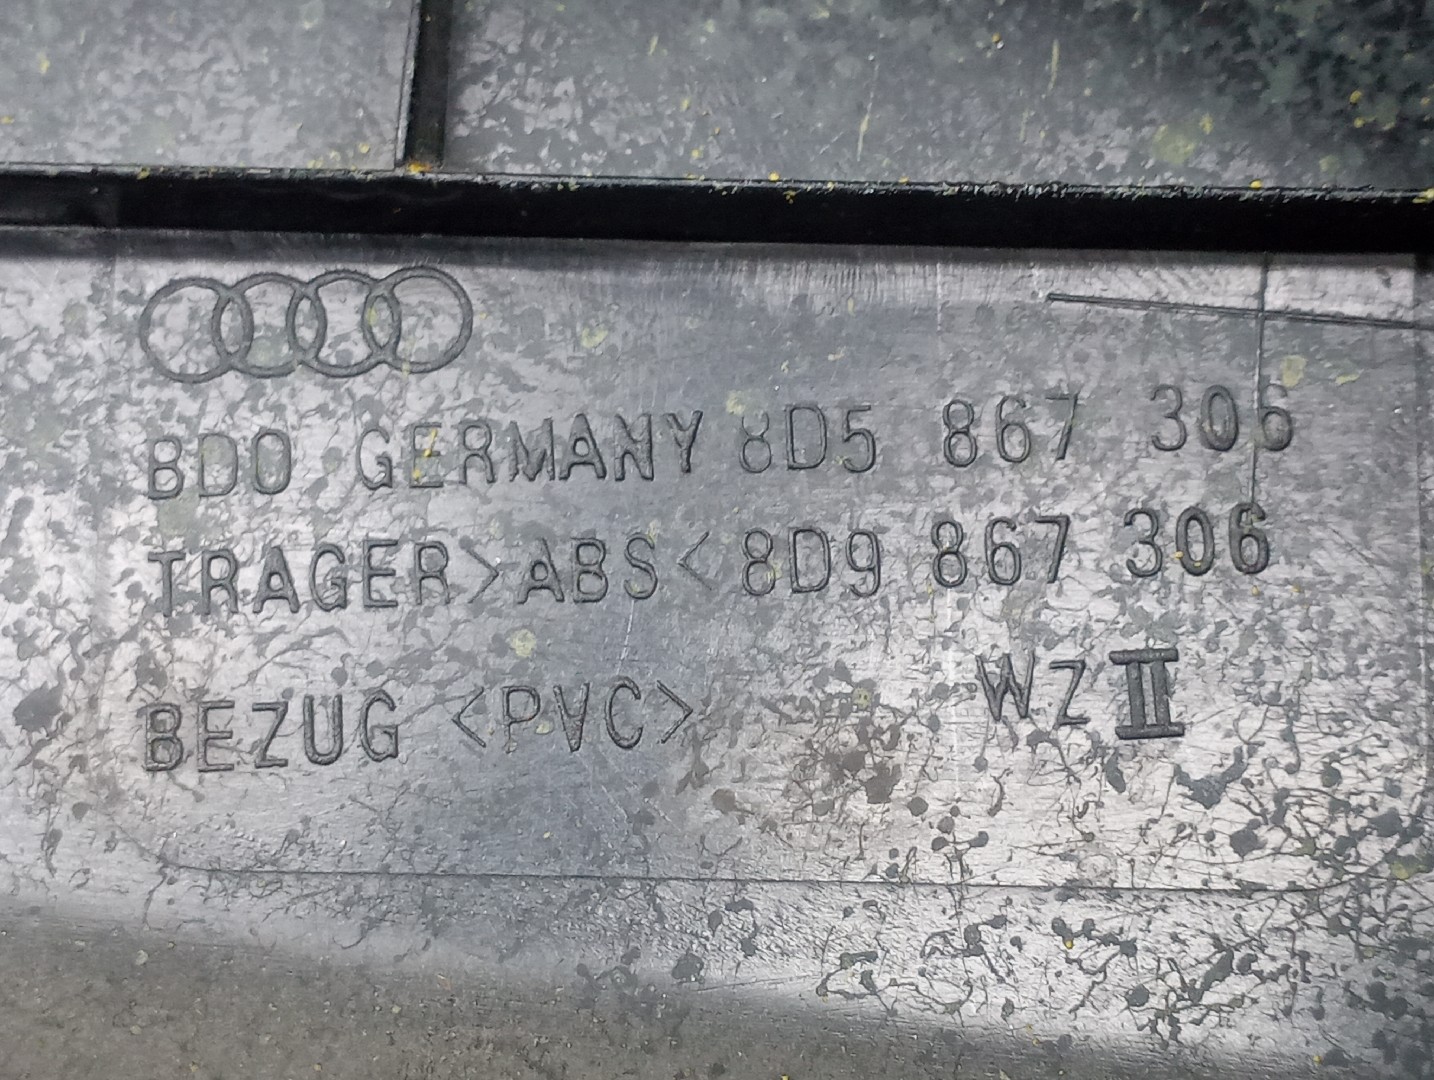 BDO GERMANY 8D5 867 306
TRAGER>ABS< 8D9 867 306
BEZUG <PVC> WZ II